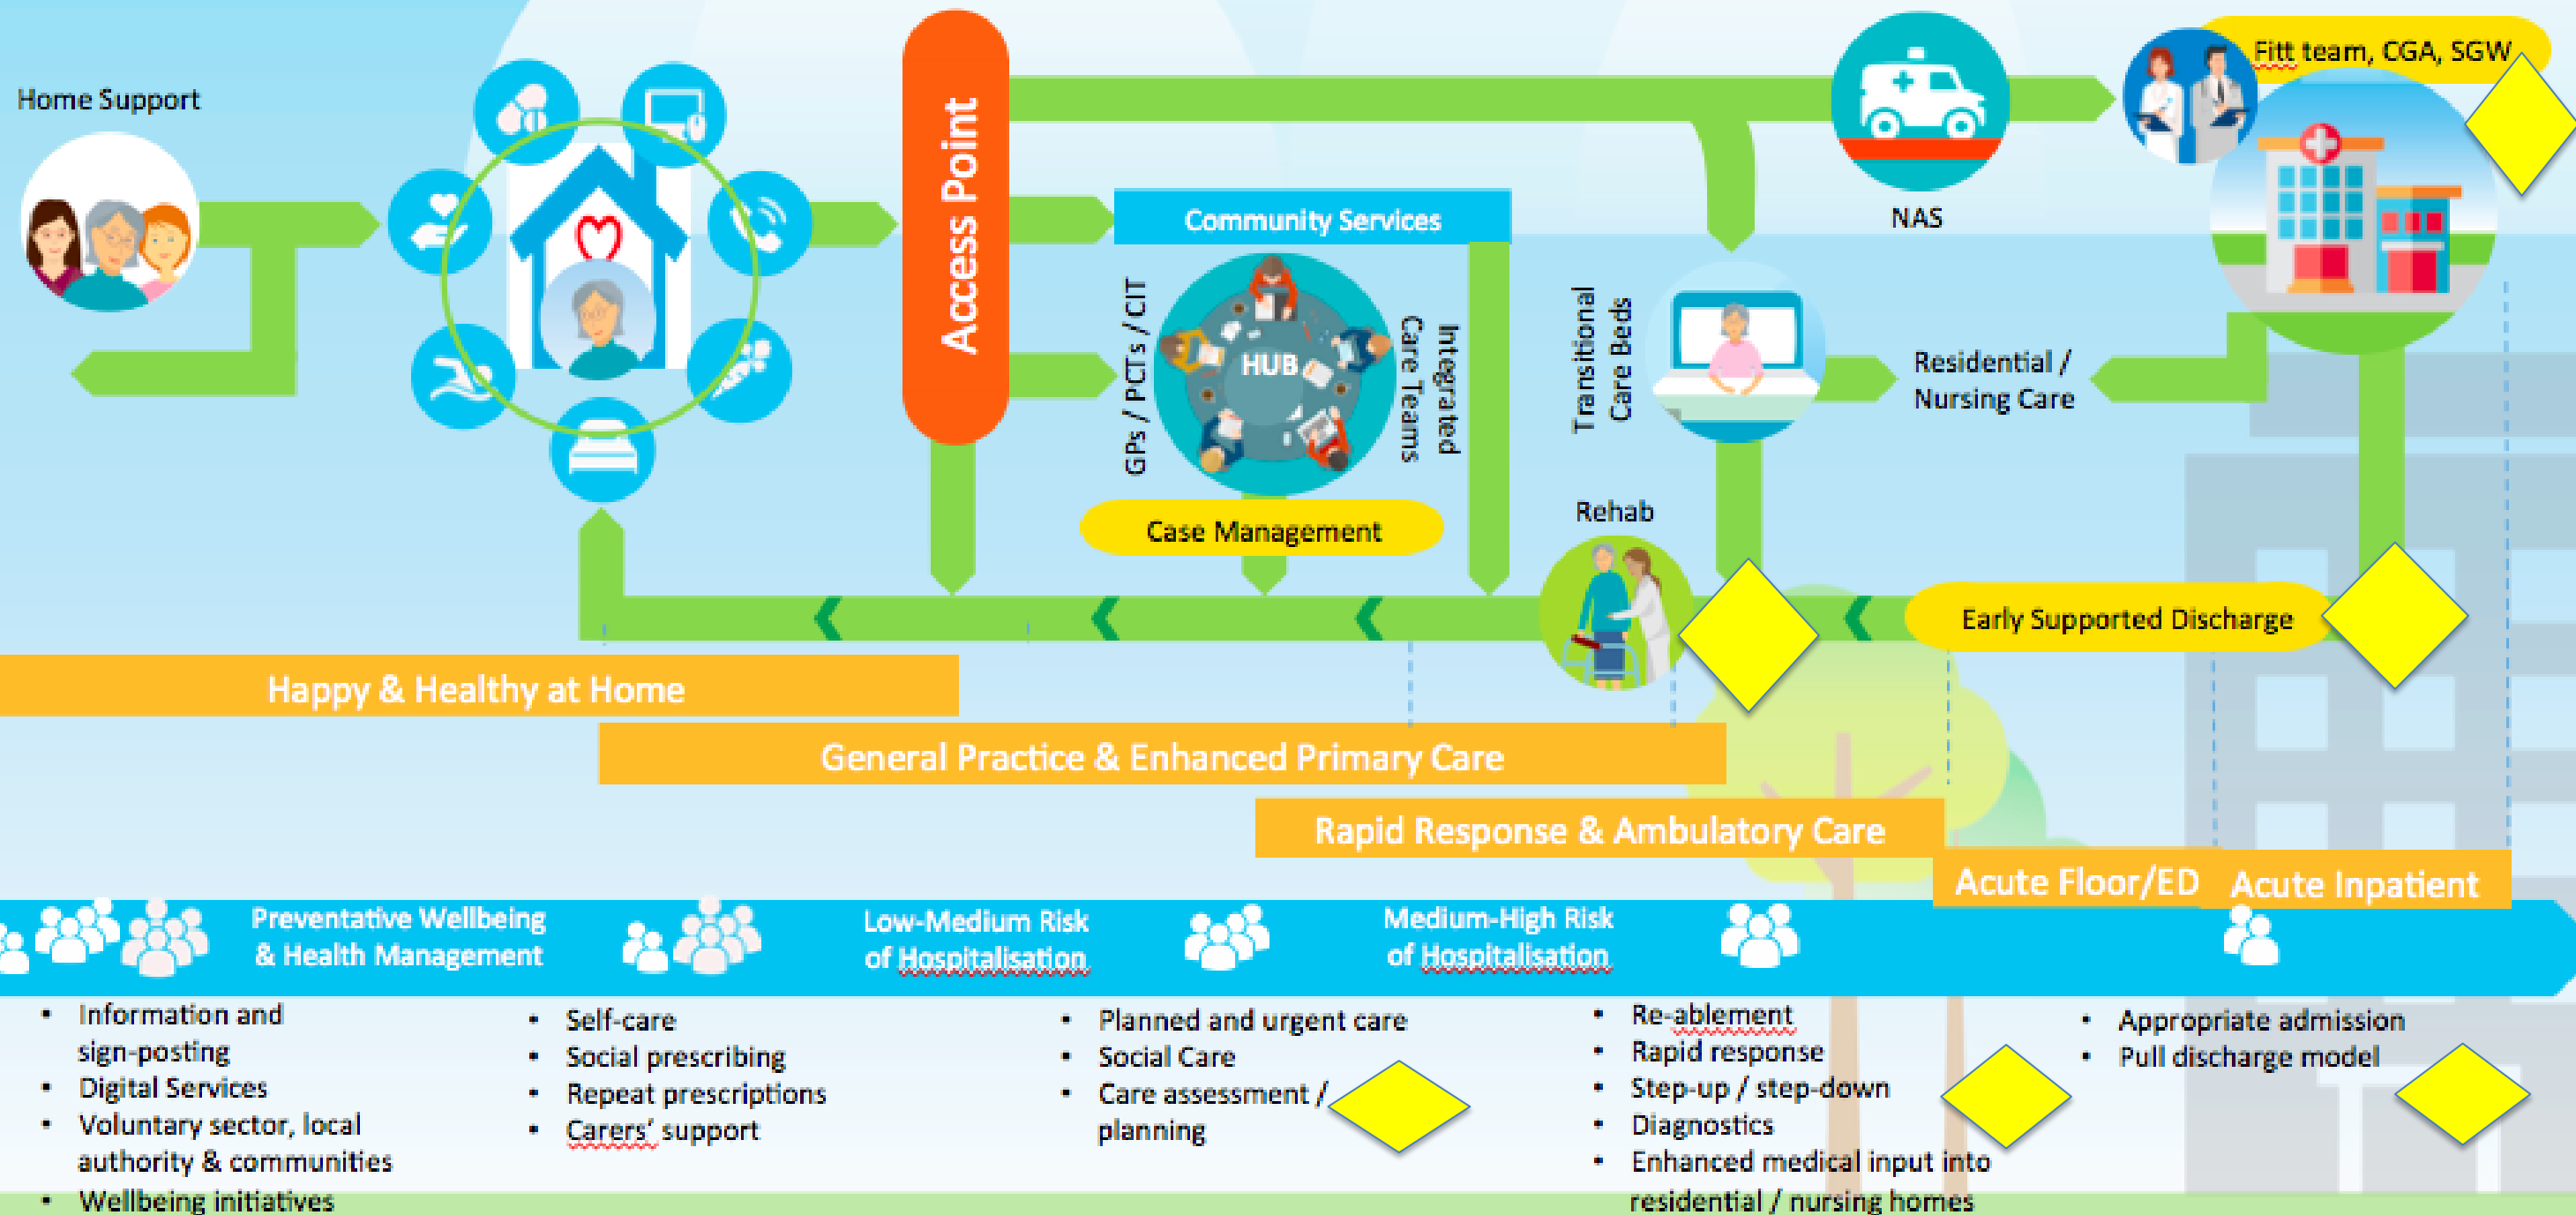 Home Support
Access Point
Community Services
GPs / PCTs / CIT
HUB
Integrated
Care Teams
Case Management
Transitional
Care Beds
Rehab
NAS
Fitt team, CGA, SGW
Residential /
Nursing Care
Early Supported Discharge
Happy & Healthy at Home
General Practice & Enhanced Primary Care
Rapid Response & Ambulatory Care
Acute Floor/ED
Acute Inpatient
Preventative Wellbeing
& Health Management
Low-Medium Risk
of Hospitalisation
Medium-High Risk
of Hospitalisation
• Information and
sign-posting
• Digital Services
• Voluntary sector, local
authority & communities
• Wellbeing initiatives
• Self-care
• Social prescribing
• Repeat prescriptions
• Carers’ support
• Planned and urgent care
• Social Care
• Care assessment /
planning
• Re-ablement
• Rapid response
• Step-up / step-down
• Diagnostics
• Enhanced medical input into
residential / nursing homes
• Appropriate admission
• Pull discharge model